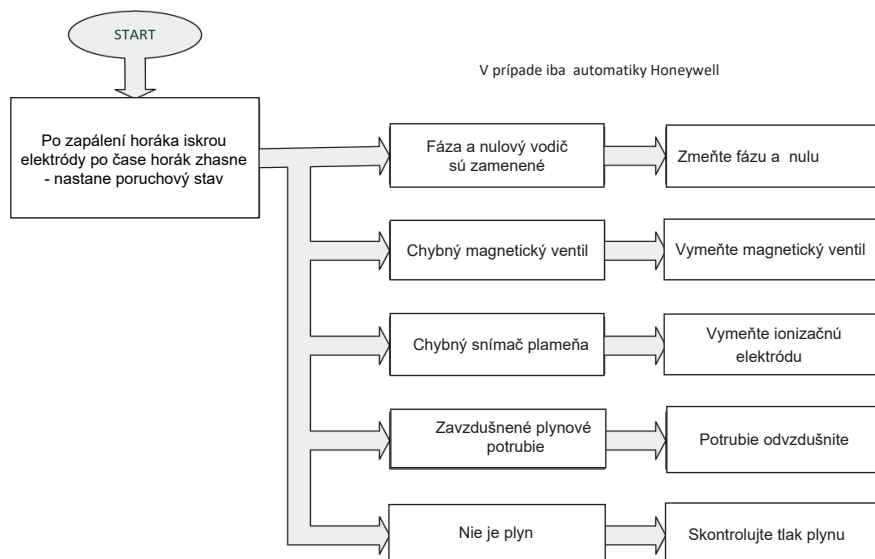 START
V prípade iba automatiky Honeywell
Po zapálení horáka iskrou
elektródy po čase horák zhasne
- nastane poruchový stav
Fáza a nulový vodič
sú zamenené
Zmeňte fázu a nulu
Chybný magnetický ventil
Vymeňte magnetický ventil
Chybný snímač plameňa
Vymeňte ionizačnú
elektródu
Zavzdušnené plynové
potrubie
Potrubie odvzdušnite
Nie je plyn
Skontrolujte tlak plynu